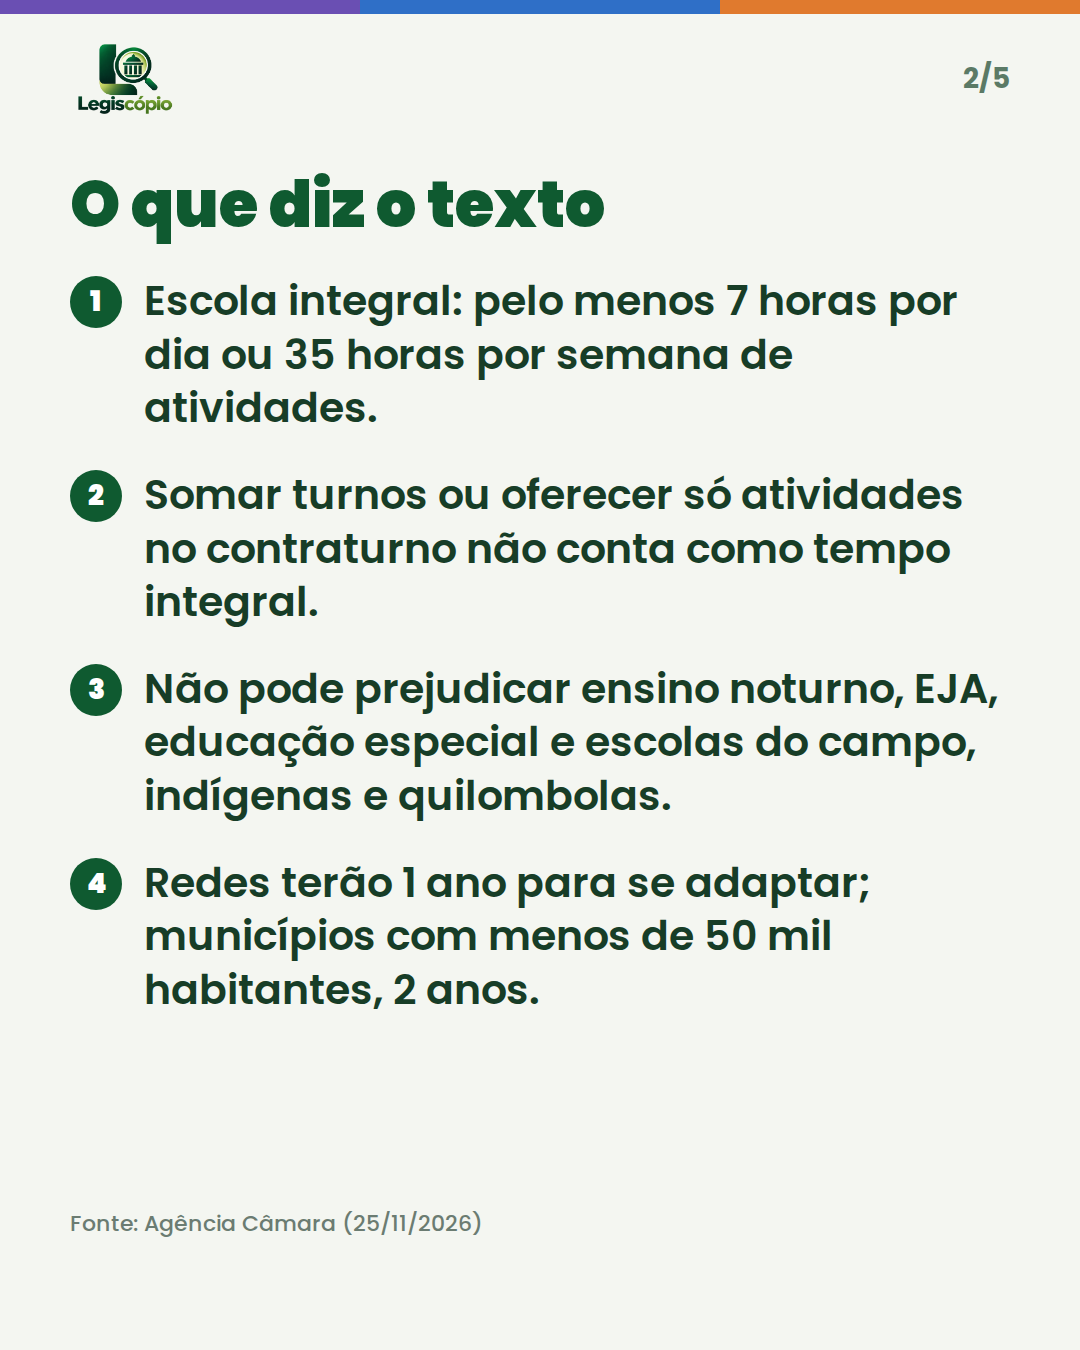 Legiscópio
2/5
O que diz o texto
1 Escola integral: pelo menos 7 horas por
dia ou 35 horas por semana de
atividades.
2 Somar turnos ou oferecer só atividades
no contraturno não conta como tempo
integral.
3 Não pode prejudicar ensino noturno, EJA,
educação especial e escolas do campo,
indígenas e quilombolas.
4 Redes terão 1 ano para se adaptar;
municípios com menos de 50 mil
habitantes, 2 anos.
Fonte: Agência Câmara (25/11/2026)